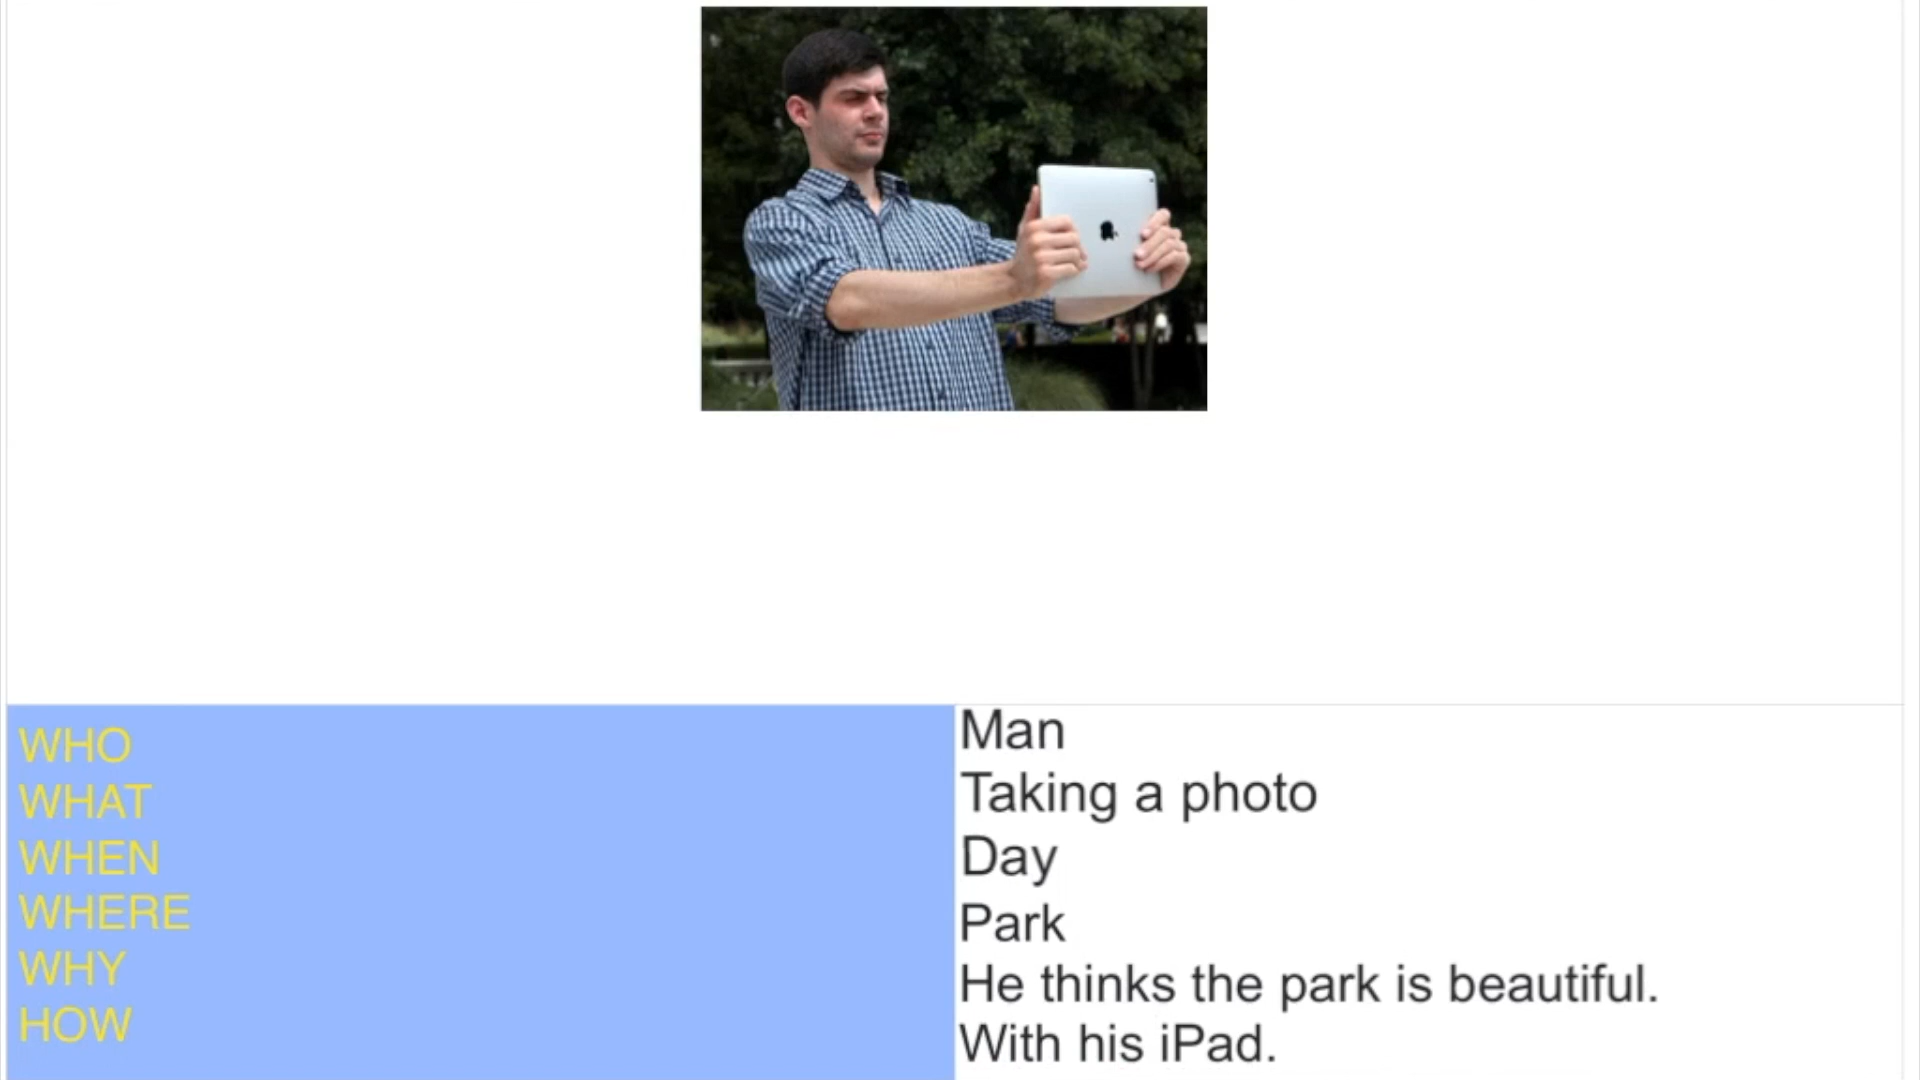 WHO
WHAT
WHEN
WHERE
WHY
HOW
Man
Taking a photo
Day
Park
He thinks the park is beautiful.
With his iPad.